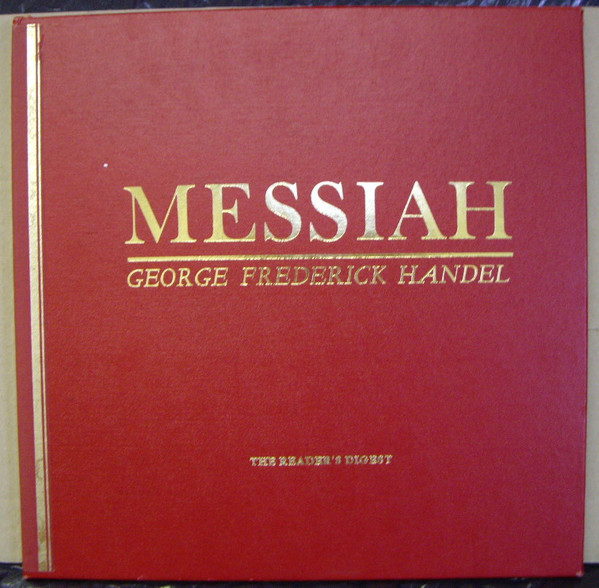 MESSIAH
GEORGE FREDERICK HANDEL
THE READER'S DIGEST